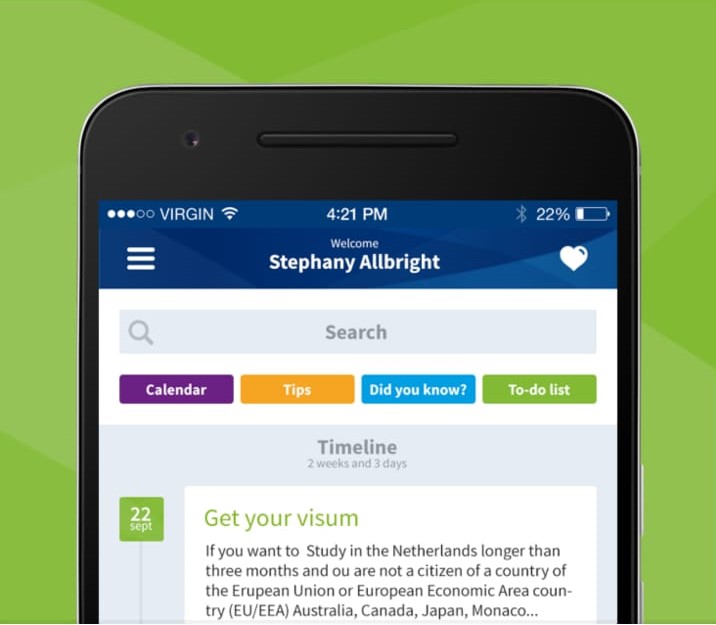 VIRGIN 4:21 PM 22%
Welcome
Stephany Allbright
Search
Calendar Tips Did you know? To-do list
Timeline
2 weeks and 3 days
22
sept
Get your visum
If you want to Study in the Netherlands longer than
three months and ou are not a citizen of a country of
the Erupean Union or European Economic Area coun-
try (EU/EEA) Australia, Canada, Japan, Monaco...